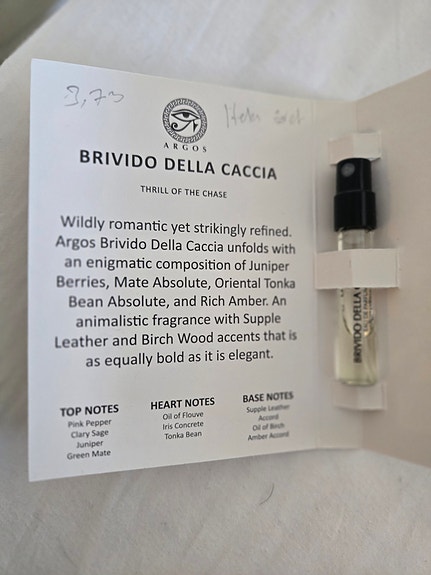 3,73
ARGOS
BRIVIDO DELLA CACCIA
THRILL OF THE CHASE
Wildly romantic yet strikingly refined.
Argos Brivido Della Caccia unfolds with
an enigmatic composition of Juniper
Berries, Mate Absolute, Oriental Tonka
Bean Absolute, and Rich Amber. An
animalistic fragrance with Supple
Leather and Birch Wood accents that is
as equally bold as it is elegant.
TOP NOTES
Pink Pepper
Clary Sage
Juniper
Green Mate
HEART NOTES
Oil of Flouve
Iris Concrete
Tonka Bean
BASE NOTES
Supple Leather
Accord
Oil of Birch
Amber Accord
BRIVIDO DELLA
EAU DE PARFUM